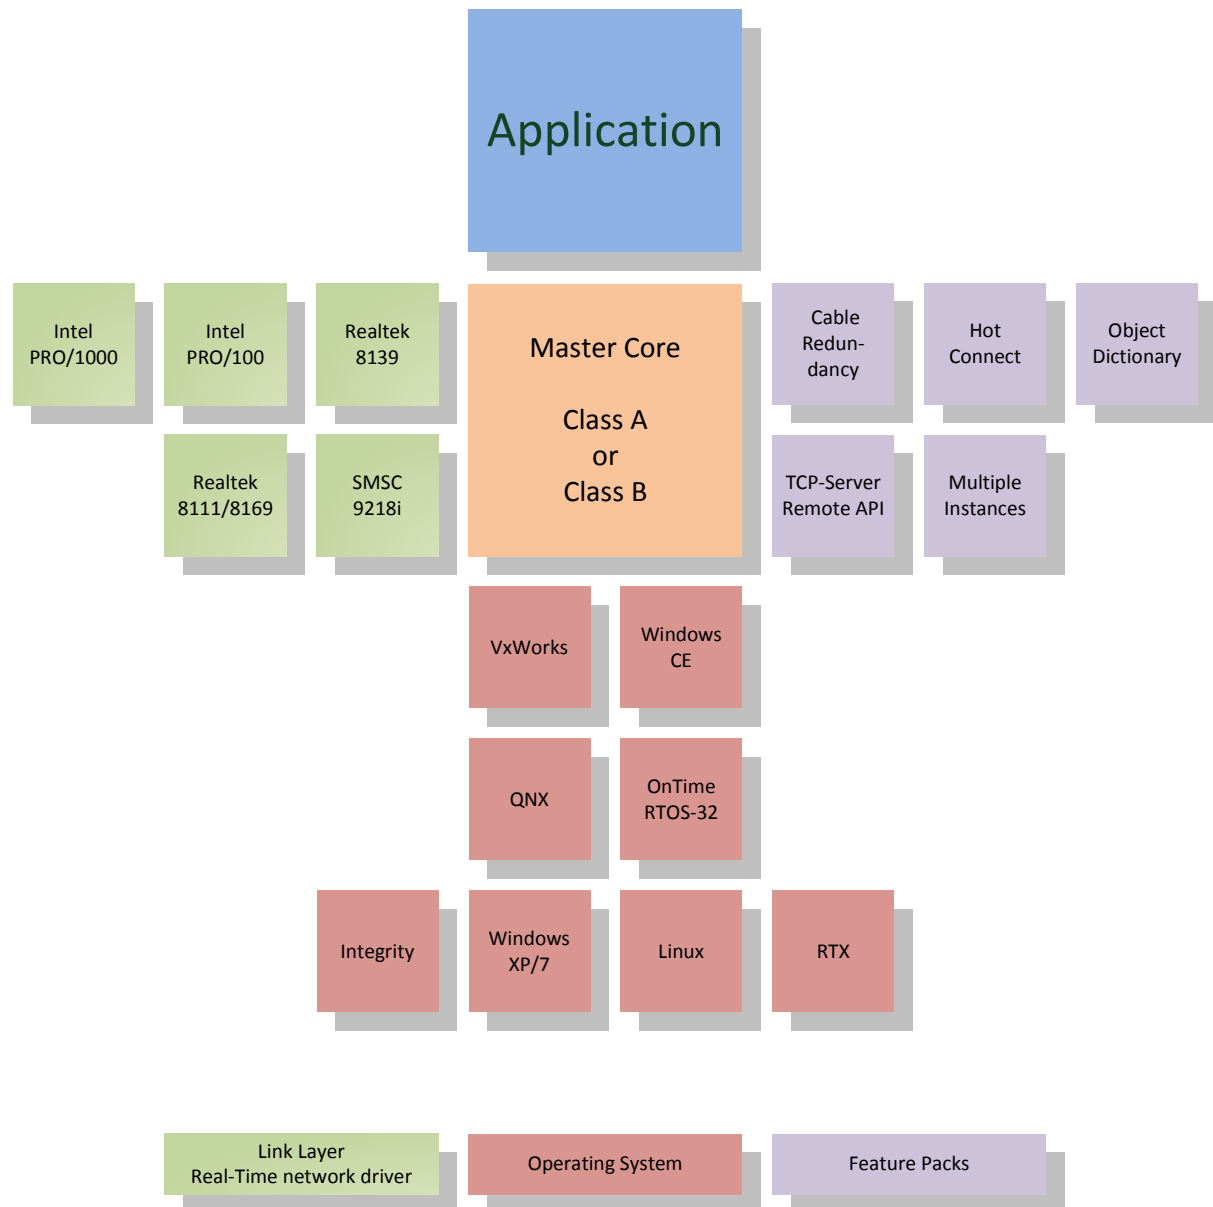 Application
Intel
PRO/1000
Intel
PRO/100
Realtek
8139
Master Core
Class A
or
Class B
Cable
Redun-
dancy
Hot
Connect
Object
Dictionary
Realtek
8111/8169
SMSC
9218i
TCP-Server
Remote API
Multiple
Instances
VxWorks
Windows
CE
QNX
OnTime
RTOS-32
Integrity
Windows
XP/7
Linux
RTX
Link Layer
Real-Time network driver
Operating System
Feature Packs